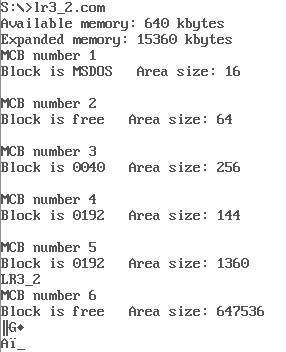 S:\>lr3_2.com
Available memory: 640 kbytes
Expanded memory: 15360 kbytes
MCB number 1
Block is MSDOS   Area size: 16
MCB number 2
Block is free   Area size: 64
MCB number 3
Block is 0040   Area size: 256
MCB number 4
Block is 0192   Area size: 144
MCB number 5
Block is 0192   Area size: 1360
LR3_2
MCB number 6
Block is free   Area size: 647536
‖G♦
Aï_